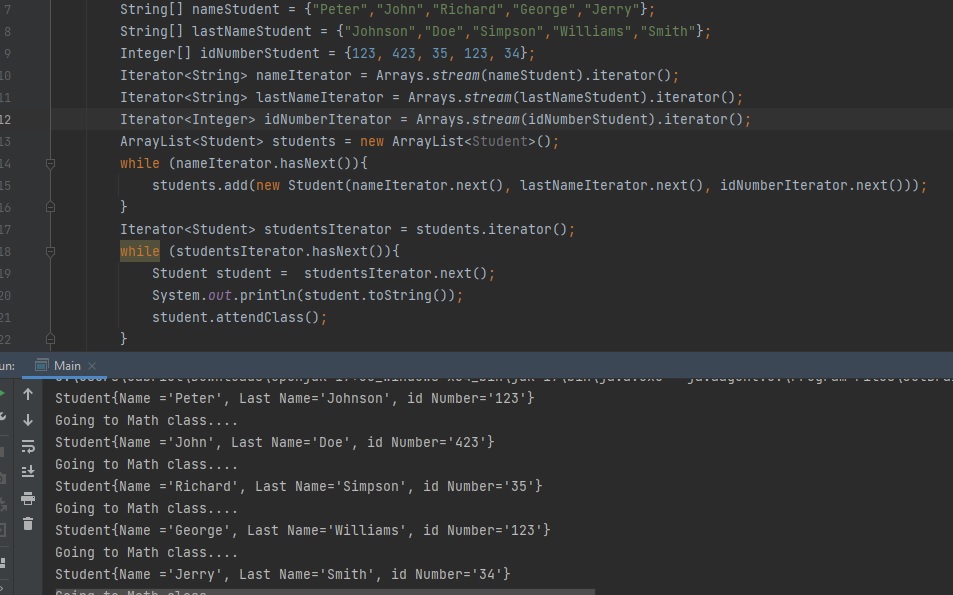 7 String[] nameStudent = {"Peter","John","Richard","George","Jerry"};
8 String[] lastNameStudent = {"Johnson","Doe","Simpson","Williams","Smith"};
9 Integer[] idNumberStudent = {123, 423, 35, 123, 34};
10 Iterator<String> nameIterator = Arrays.stream(nameStudent).iterator();
11 Iterator<String> lastNameIterator = Arrays.stream(lastNameStudent).iterator();
12 Iterator<Integer> idNumberIterator = Arrays.stream(idNumberStudent).iterator();
13 ArrayList<Student> students = new ArrayList<Student>();
14 while (nameIterator.hasNext()){
15 students.add(new Student(nameIterator.next(), lastNameIterator.next(), idNumberIterator.next()));
16 }
17 Iterator<Student> studentsIterator = students.iterator();
18 while (studentsIterator.hasNext()){
19 Student student =  studentsIterator.next();
20 System.out.println(student.toString());
21 student.attendClass();
22 }
un: Main
Student{Name ='Peter', Last Name='Johnson', id Number='123'}
Going to Math class....
Student{Name ='John', Last Name='Doe', id Number='423'}
Going to Math class....
Student{Name ='Richard', Last Name='Simpson', id Number='35'}
Going to Math class....
Student{Name ='George', Last Name='Williams', id Number='123'}
Going to Math class....
Student{Name ='Jerry', Last Name='Smith', id Number='34'}
Going to Math class